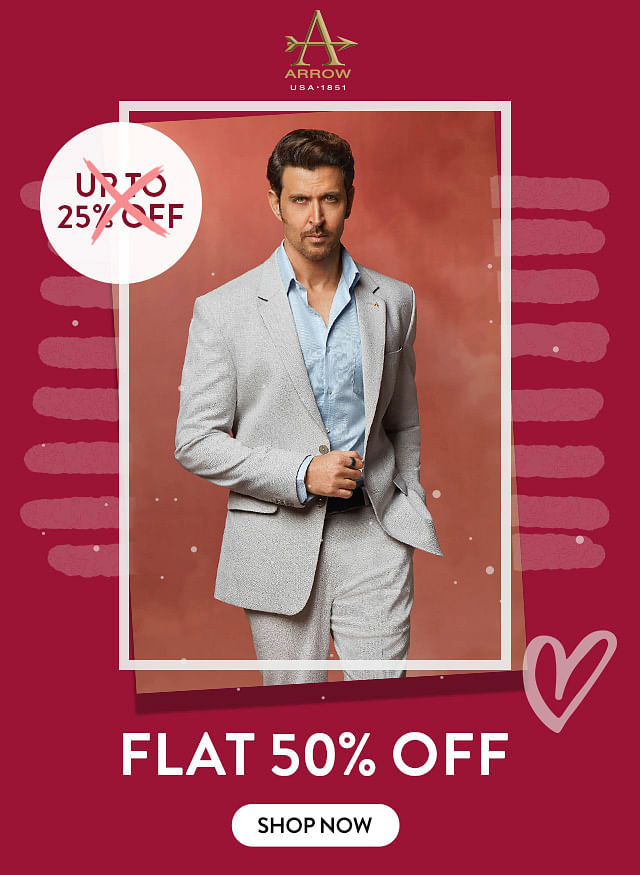 ARROW
USA·1851
UP TO
25% OFF
FLAT 50% OFF
SHOP NOW